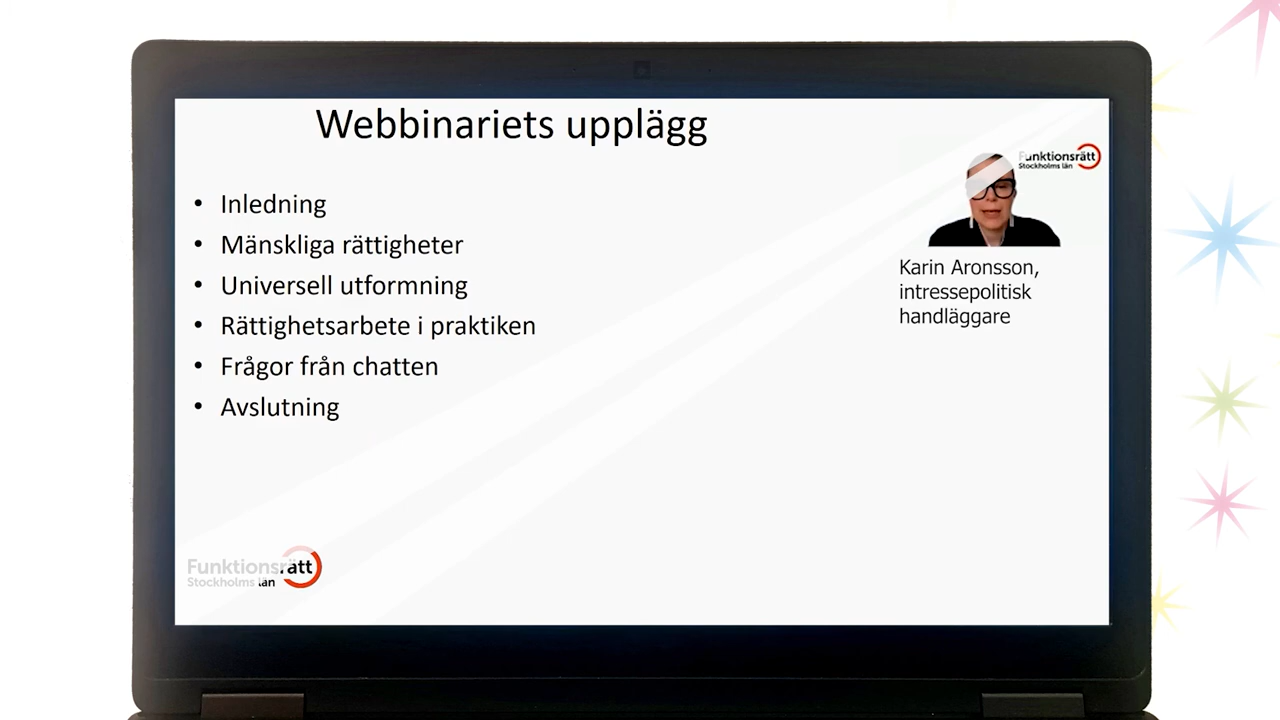 Webbinariets upplägg
Funktionsrätt
Stockholms län
• Inledning
• Mänskliga rättigheter
• Universell utformning
• Rättighetsarbete i praktiken
• Frågor från chatten
• Avslutning
Karin Aronsson,
intressepolitisk
handläggare
Funktionsrätt
Stockholms län